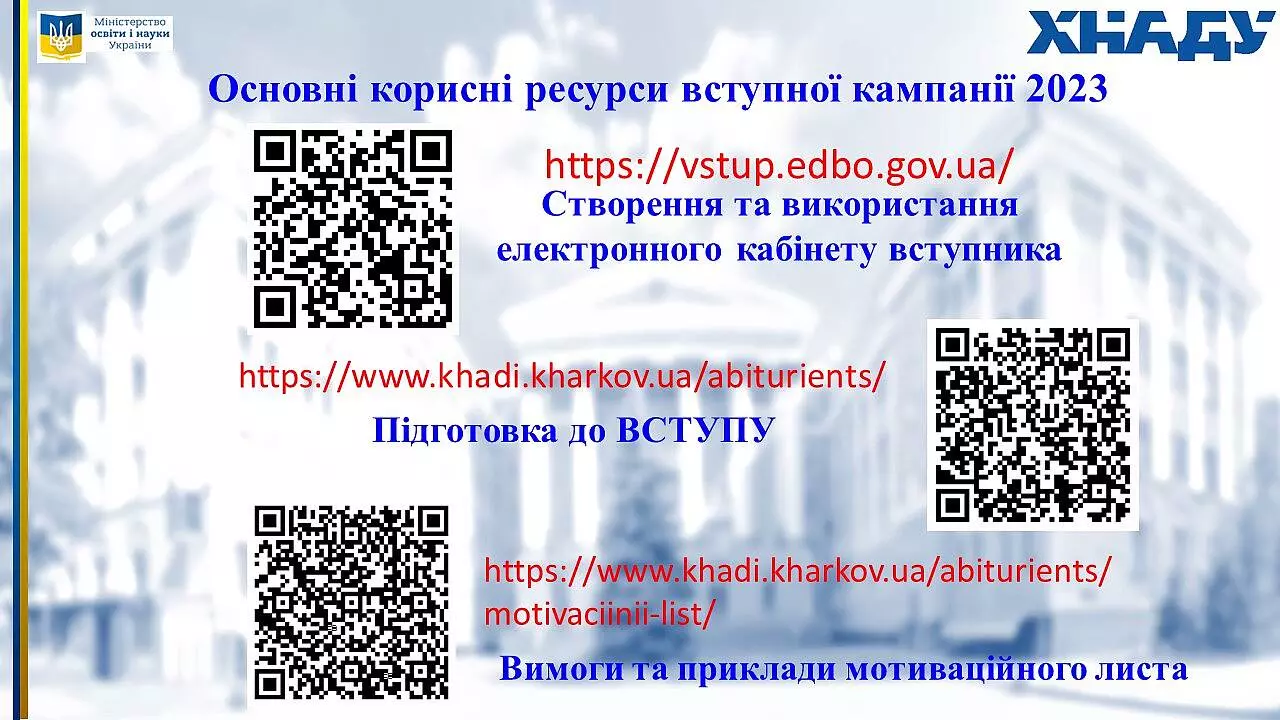 Міністерство
освіти і науки
України
ХНАДУ
Основні корисні ресурси вступної кампанії 2023
https://vstup.edbo.gov.ua/
Створення та використання
електронного кабінету вступника
https://www.khadi.kharkov.ua/abiturients/
Підготовка до ВСТУПУ
https://www.khadi.kharkov.ua/abiturients/
motivaciinii-list/
Вимоги та приклади мотиваційного листа